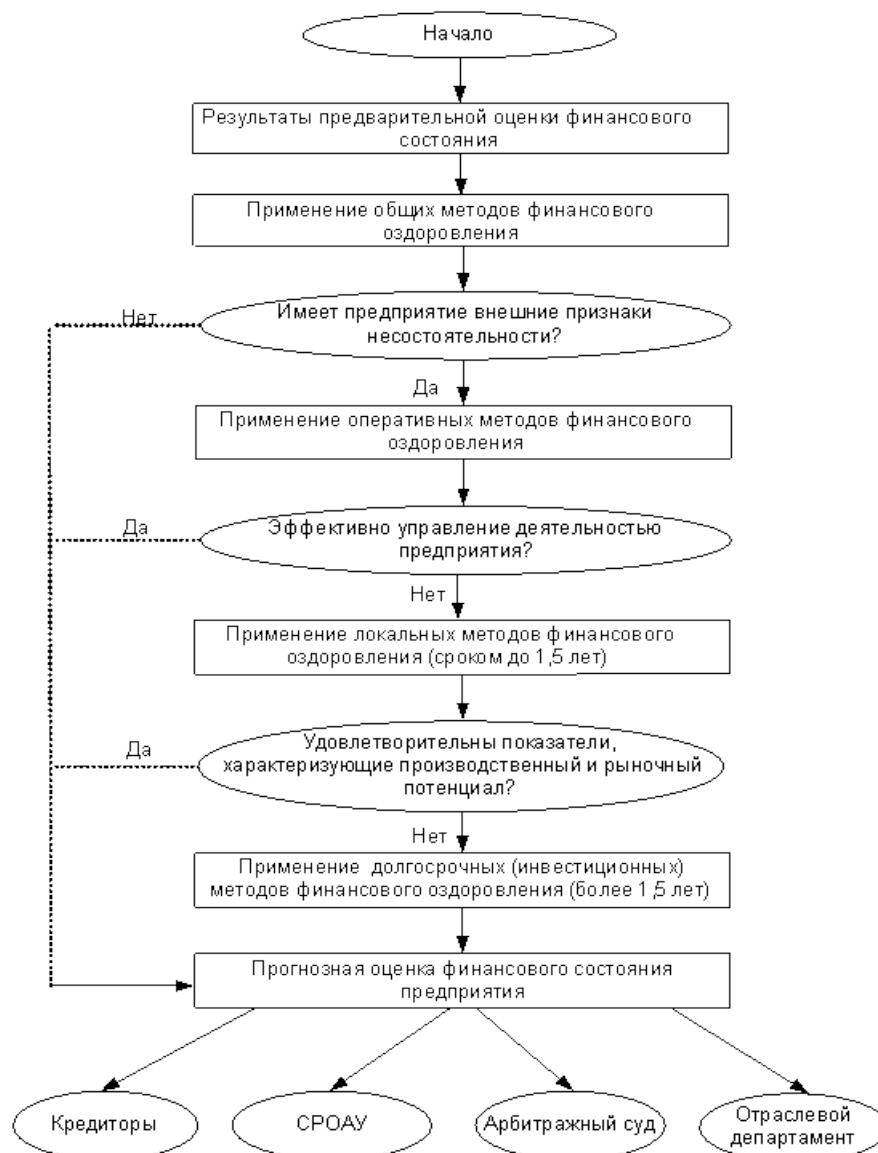 Начало
Результаты предварительной оценки финансового
состояния
Применение общих методов финансового
оздоровления
Нет
Имеет предприятие внешние признаки
несостоятельности?
Да
Применение оперативных методов финансового
оздоровления
Да
Эффективно управление деятельностью
предприятия?
Нет
Применение локальных методов финансового
оздоровления (сроком до 1,5 лет)
Да
Удовлетворительны показатели,
характеризующие производственный и рыночный
потенциал?
Нет
Применение долгосрочных (инвестиционных)
методов финансового оздоровления (более 1,5 лет)
Прогнозная оценка финансового состояния
предприятия
Кредиторы
СРОАУ
Арбитражный суд
Отраслевой
департамент